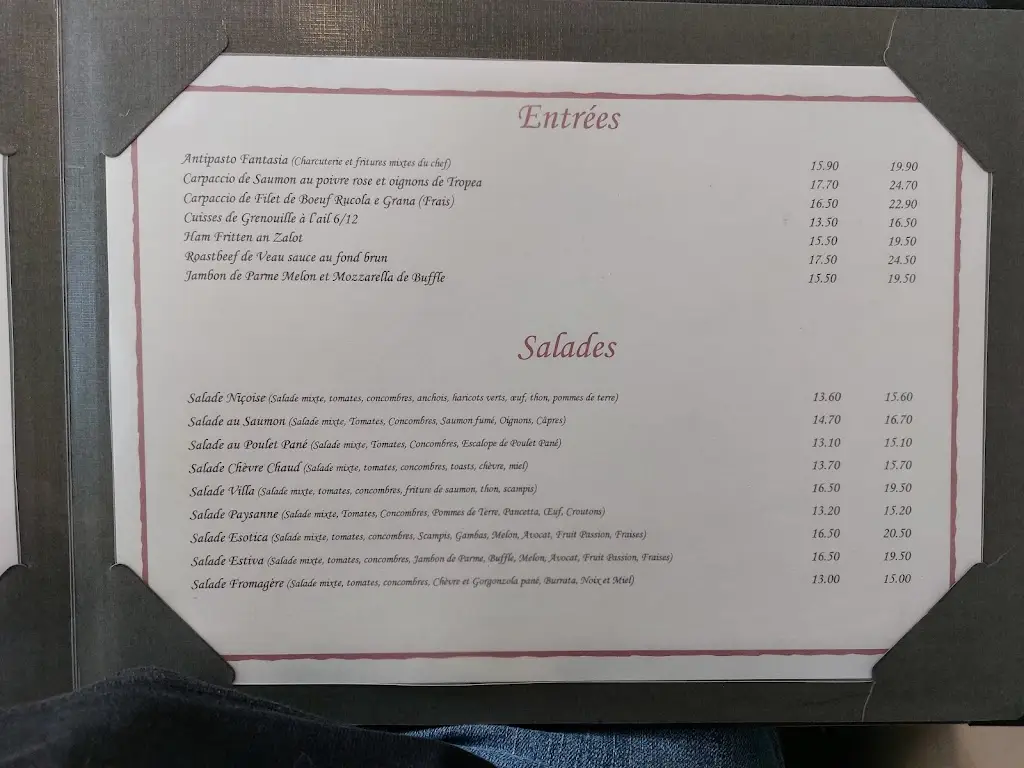 Entrées
Antipasto Fantasia (Charcuterie et fritures mixtes du chef) 15.90 19.90
Carpaccio de Saumon au poivre rose et oignons de Tropea 17.70 24.70
Carpaccio de Filet de Boeuf Rucola e Grana (Frais) 16.50 22.90
Cuisses de Grenouille à l'ail 6/12 13.50 16.50
Ham Fritten an Zalot 15.50 19.50
Roastbeef de Veau sauce au fond brun 17.50 24.50
Jambon de Parme Melon et Mozzarella de Buffle 15.50 19.50
Salades
Salade Niçoise (Salade mixte, tomates, concombres, anchois, haricots verts, œuf, thon, pommes de terre) 13.60 15.60
Salade au Saumon (Salade mixte, Tomates, Concombres, Saumon fumé, Oignons, Câpres) 14.70 16.70
Salade au Poulet Pané (Salade mixte, Tomates, Concombres, Escalope de Poulet Pané) 13.10 15.10
Salade Chèvre Chaud (Salade mixte, tomates, concombres, toasts, chèvre, miel) 13.70 15.70
Salade Villa (Salade mixte, tomates, concombres, friture de saumon, thon, scampis) 16.50 19.50
Salade Paysanne (Salade mixte, Tomates, Concombres, Pommes de Terre, Pancetta, Œuf, Croutons) 13.20 15.20
Salade Esotica (Salade mixte, tomates, concombres, Scampis, Gambas, Melon, Avocat, Fruit Passion, Fraises) 16.50 20.50
Salade Estiva (Salade mixte, tomates, concombres, Jambon de Parme, Buffle, Melon, Avocat, Fruit Passion, Fraises) 16.50 19.50
Salade Fromagère (Salade mixte, tomates, concombres, Chèvre et Gorgonzola pané, Burrata, Noix et Miel) 13.00 15.00